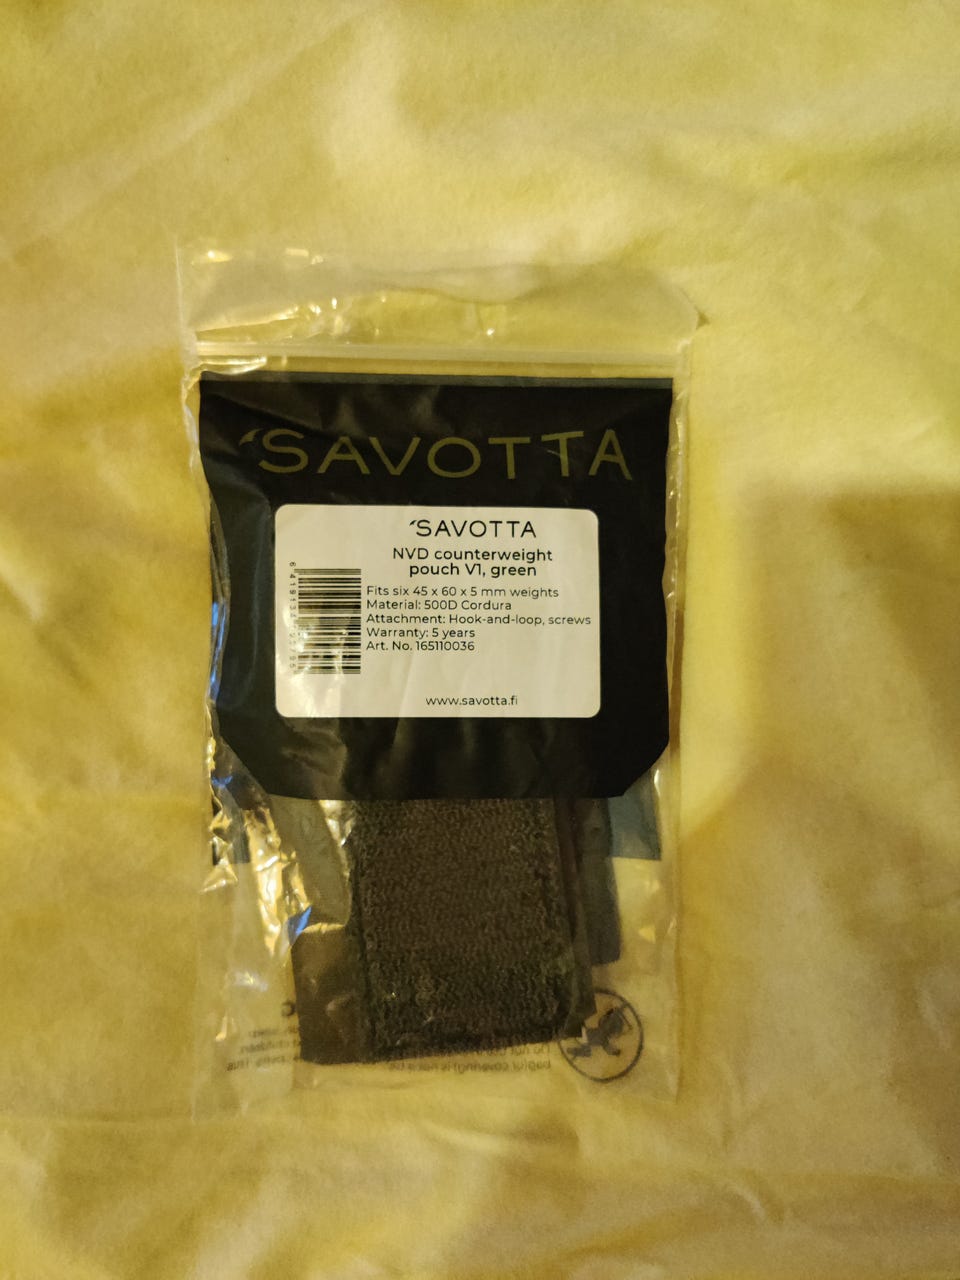 SAVOTTA
SAVOTTA
NVD counterweight
pouch V1, green
Fits six 45 x 60 x 5 mm weights
Material: 500D Cordura
Attachment: Hook-and-loop, screws
Warranty: 5 years
Art. No. 165110036
www.savotta.fi